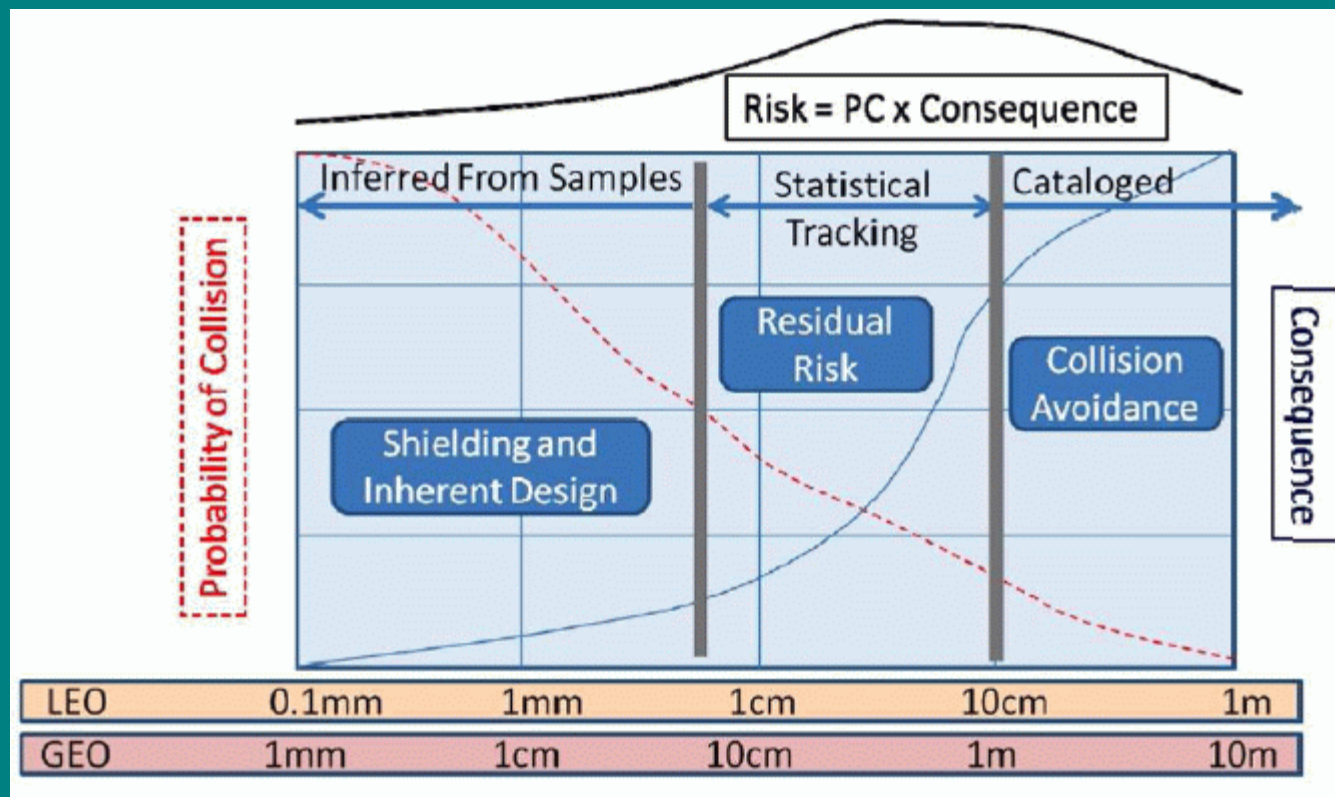 Risk = PC x Consequence
Inferred From Samples
Statistical
Tracking
Cataloged
Probability of Collision
Consequence
Residual
Risk
Collision
Avoidance
Shielding and
Inherent Design
LEO 0.1mm 1mm 1cm 10cm 1m
GEO 1mm 1cm 10cm 1m 10m